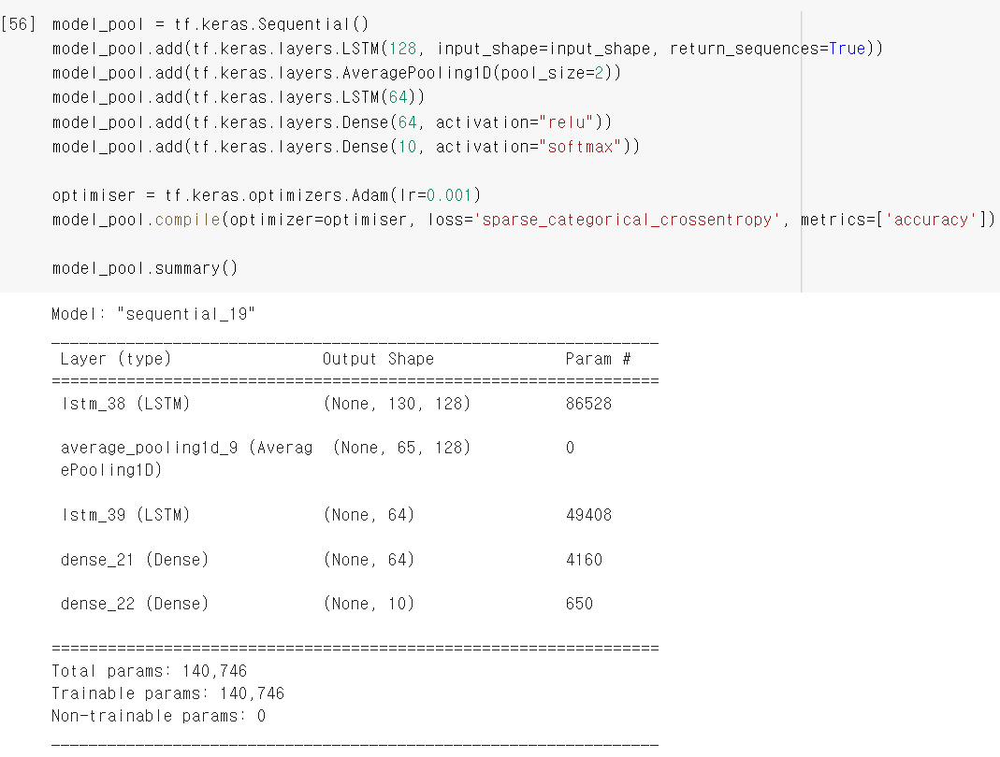 [56] model_pool = tf.keras.Sequential()
model_pool.add(tf.keras.layers.LSTM(128, input_shape=input_shape, return_sequences=True))
model_pool.add(tf.keras.layers.AveragePooling1D(pool_size=2))
model_pool.add(tf.keras.layers.LSTM(64))
model_pool.add(tf.keras.layers.Dense(64, activation="relu"))
model_pool.add(tf.keras.layers.Dense(10, activation="softmax"))
optimiser = tf.keras.optimizers.Adam(lr=0.001)
model_pool.compile(optimizer=optimiser, loss='sparse_categorical_crossentropy', metrics=['accuracy'])
model_pool.summary()
Model: "sequential_19"
_________________________________________________________________
Layer (type) Output Shape Param #
=================================================================
lstm_38 (LSTM) (None, 130, 128) 86528
average_pooling1d_9 (Averag (None, 65, 128) 0
ePooling1D)
lstm_39 (LSTM) (None, 64) 49408
dense_21 (Dense) (None, 64) 4160
dense_22 (Dense) (None, 10) 650
=================================================================
Total params: 140,746
Trainable params: 140,746
Non-trainable params: 0
_________________________________________________________________